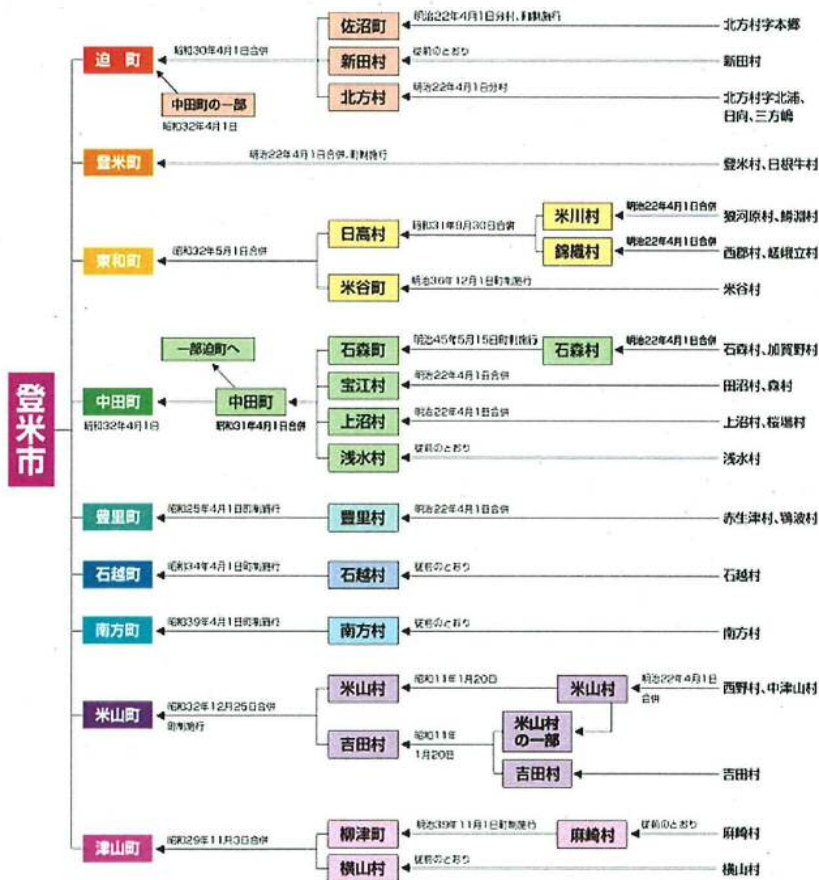 登米市
迫 町
昭和30年4月1日合併
佐沼町
明治22年4月1日分村、町制施行
北方村字本郷
新田村
従前のとおり
新田村
北方村
明治22年4月1日分村
北方村字北浦、
日向、三方嶋
中田町の一部
昭和32年4月1日
登米町
明治22年4月1日合併、町制施行
登米村、日根牛村
東和町
昭和32年5月1日合併
日高村
昭和31年9月30日合併
米川村
明治22年4月1日合併
狼河原村、鱒淵村
錦織村
明治22年4月1日合併
西郡村、嵯峨立村
米谷町
明治36年12月1日町制施行
米谷村
中田町
昭和32年4月1日
一部迫町へ
中田町
昭和31年4月1日合併
石森町
明治45年5月15日町制施行
石森村
明治22年4月1日合併
石森村、加賀野村
宝江村
明治22年4月1日合併
田沼村、森村
上沼村
明治22年4月1日合併
上沼村、桜場村
浅水村
従前のとおり
浅水村
豊里町
昭和25年4月1日町制施行
豊里村
明治22年4月1日合併
赤生津村、鴇波村
石越町
昭和34年4月1日町制施行
石越村
従前のとおり
石越村
南方町
昭和39年4月1日町制施行
南方村
従前のとおり
南方村
米山町
昭和32年12月25日合併
町制施行
米山村
昭和11年1月20日
米山村
明治22年4月1日
合併
西野村、中津山村
吉田村
昭和11年
1月20日
米山村
の一部
吉田村
吉田村
津山町
昭和29年11月3日合併
柳津町
明治39年11月1日町制施行
麻崎村
従前のとおり
麻崎村
横山村
従前のとおり
横山村